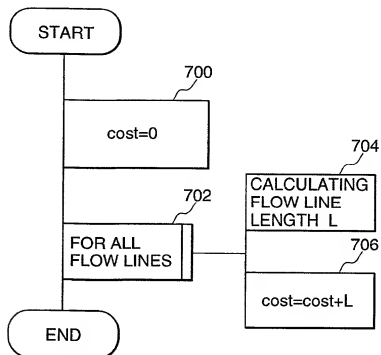 START
700
cost=0
702
FOR ALL
FLOW LINES
704
CALCULATING
FLOW LINE
LENGTH L
706
cost=cost+L
END